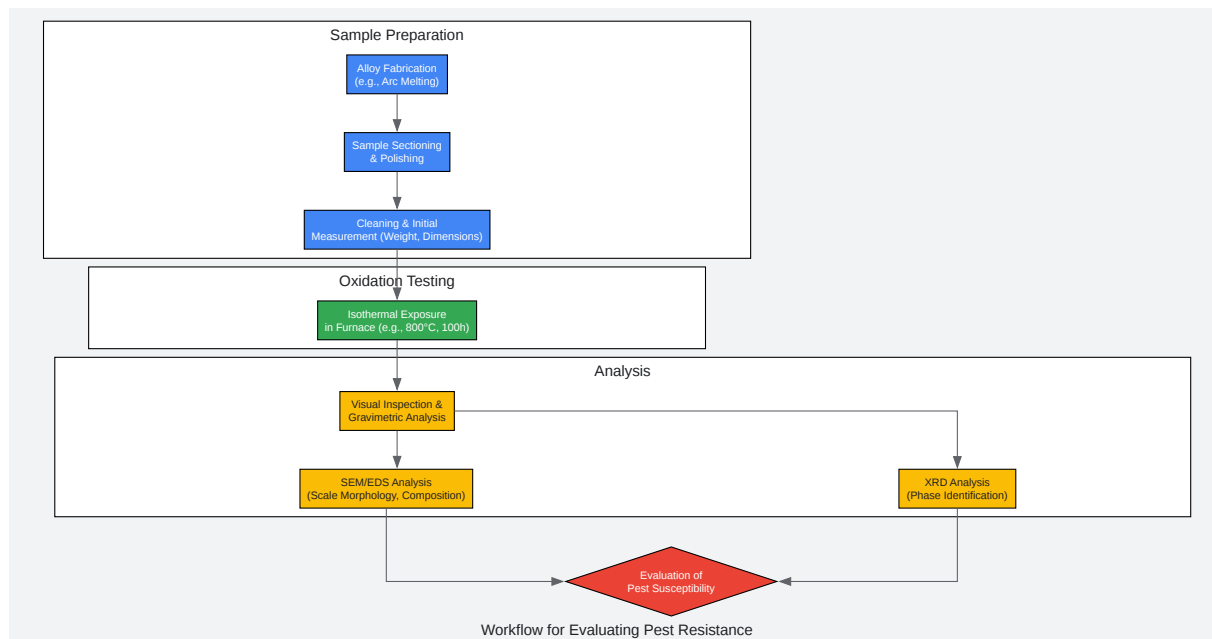 Sample Preparation
Alloy Fabrication
(e.g., Arc Melting)
Sample Sectioning
& Polishing
Cleaning & Initial
Measurement (Weight, Dimensions)
Oxidation Testing
Isothermal Exposure
in Furnace (e.g., 800°C, 100h)
Analysis
Visual Inspection &
Gravimetric Analysis
SEM/EDS Analysis
(Scale Morphology, Composition)
XRD Analysis
(Phase Identification)
Evaluation of
Pest Susceptibility
Workflow for Evaluating Pest Resistance